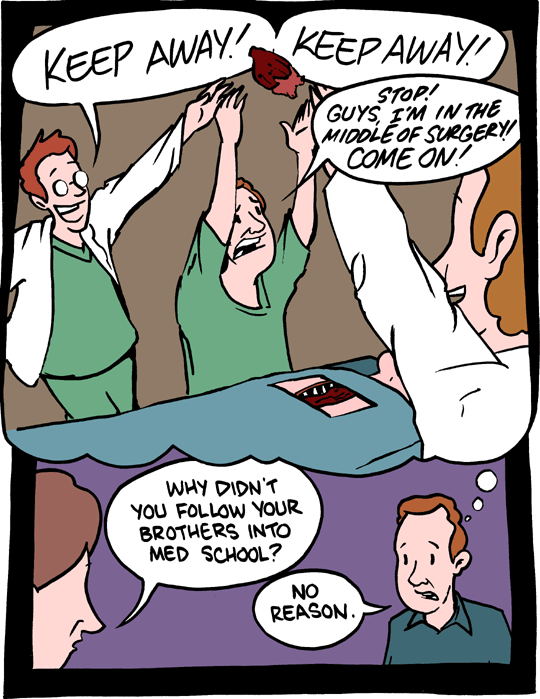 KEEP AWAY!
KEEP AWAY!
STOP!
GUYS, I'M IN THE
MIDDLE OF SURGERY!
COME ON!
WHY DIDN'T
YOU FOLLOW YOUR
BROTHERS INTO
MED SCHOOL?
NO
REASON.